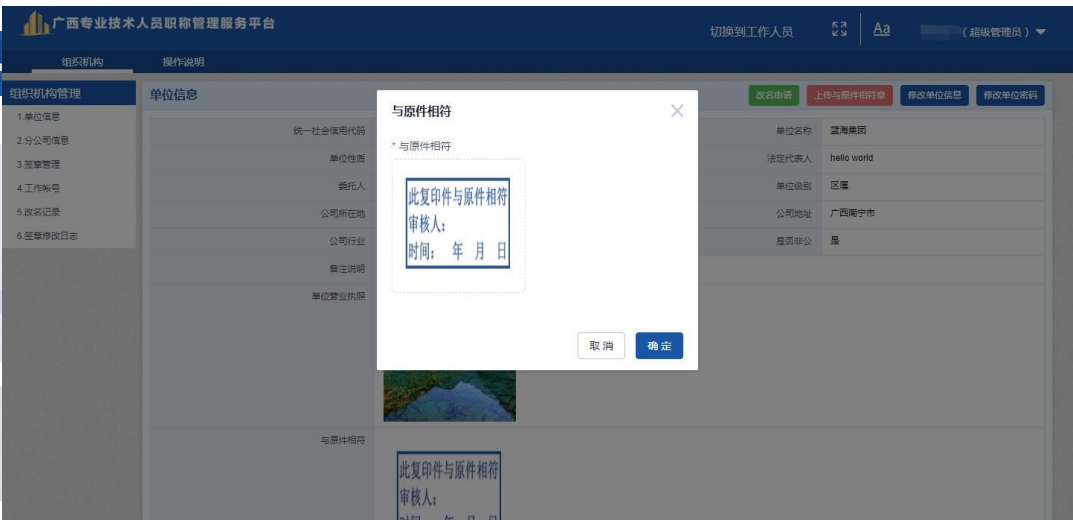 广西专业技术人员职称管理服务平台
切换到工作人员
Aa
（超级管理员）
组织机构
操作说明
组织机构管理
1.单位信息
2.分公司信息
3.签章管理
4.工作帐号
5.改名记录
6.签章修改日志
单位信息
改名申请
上传与原件相符章
修改单位信息
修改单位密码
统一社会信用代码
单位名称
蓝海集团
单位性质
法定代表人
hello world
委托人
单位级别
区属
公司所在地
公司地址
广西南宁市
公司行业
是否非公
是
备注说明
单位营业执照
与原件相符
* 与原件相符
此复印件与原件相符
审核人：
时间： 年 月 日
取 消
确 定
与原件相符
此复印件与原件相符
审核人：